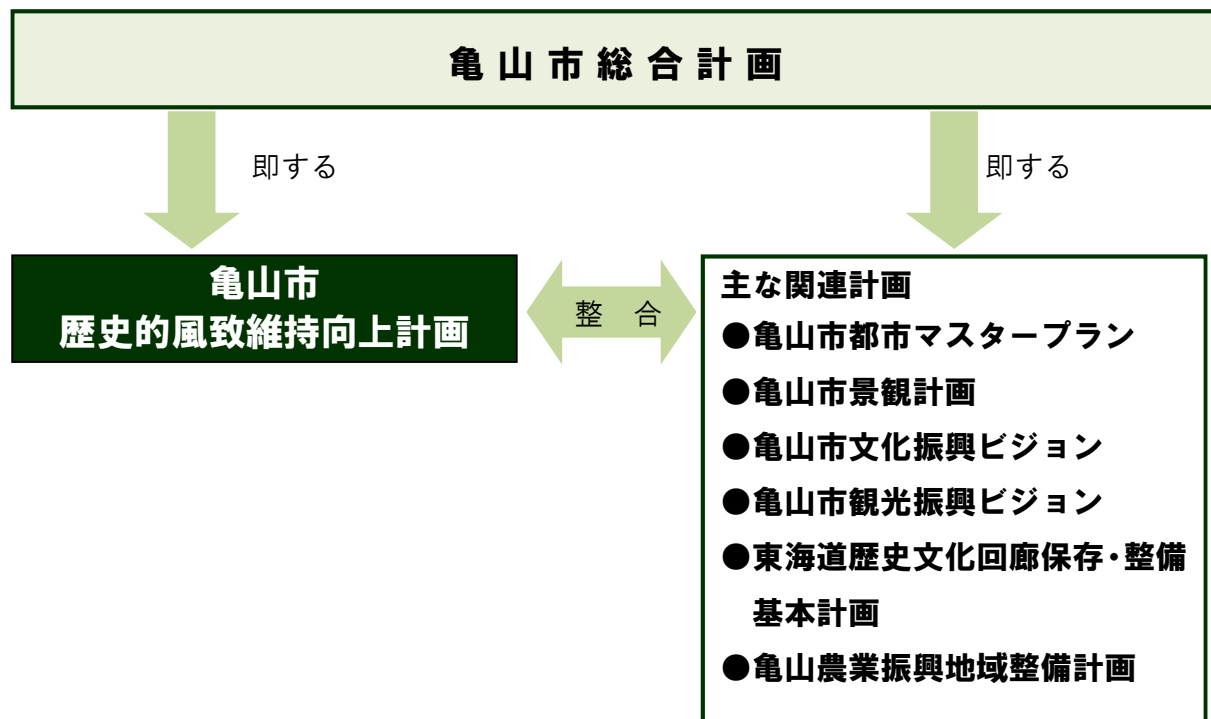 亀山市総合計画
即する
即する
亀山市
歴史的風致維持向上計画
整 合
主な関連計画
●亀山市都市マスタープラン
●亀山市景観計画
●亀山市文化振興ビジョン
●亀山市観光振興ビジョン
●東海道歴史文化回廊保存・整備
基本計画
●亀山農業振興地域整備計画